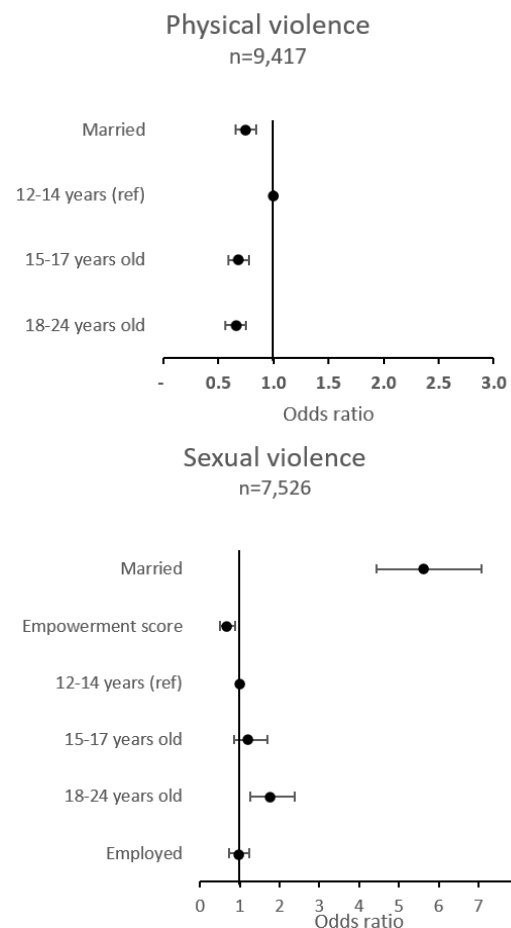 Physical violence
n=9,417
Married
12-14 years (ref)
15-17 years old
18-24 years old
- 0.5 1.0 1.5 2.0 2.5 3.0
Odds ratio
Sexual violence
n=7,526
Married
Empowerment score
12-14 years (ref)
15-17 years old
18-24 years old
Employed
0 1 2 3 4 5 6 7
Odds ratio